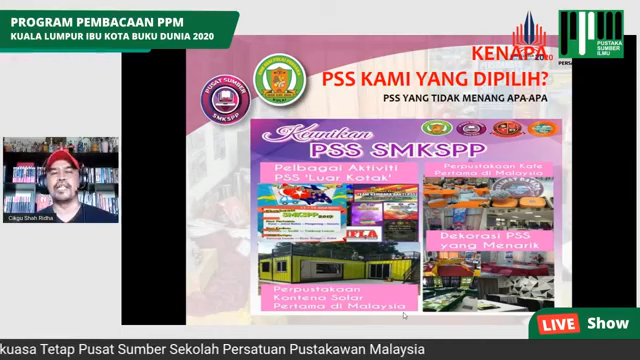 PROGRAM PEMBACAAN PPM
KUALA LUMPUR IBU KOTA BUKU DUNIA 2020
PUSTAKA
SUMBER
ILMU
KENAPA
PSS KAMI YANG DIPILIH?
PSS YANG TIDAK MENANG APA-APA
PUSAT SUMBER
SMKSPP
Keunikan
PSS SMKSPP
Pelbagai Aktiviti
PSS 'Luar Kotak'
Perpustakaan Kafe
Pertama di Malaysia
Dekorasi PSS
yang Menarik
Perpustakaan
Kontena Solar
Pertama di Malaysia
Cikgu Shah Ridha
LIVE Show
kuasa Tetap Pusat Sumber Sekolah Persatuan Pustakawan Malaysia